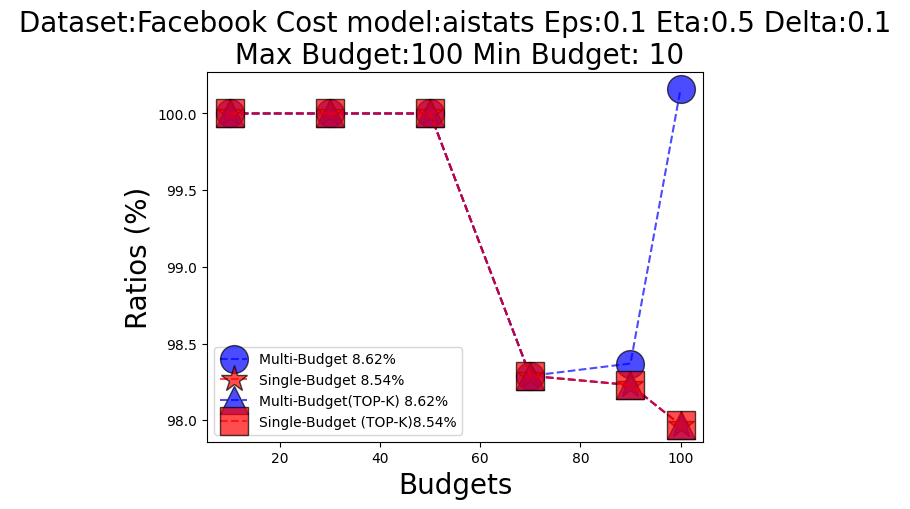 Dataset:Facebook Cost model:aistats Eps:0.1 Eta:0.5 Delta:0.1
Max Budget:100 Min Budget: 10
Ratios (%)
100.0
99.5
99.0
98.5
98.0
Multi-Budget 8.62%
Single-Budget 8.54%
Multi-Budget(TOP-K) 8.62%
Single-Budget (TOP-K)8.54%
20 40 60 80 100
Budgets